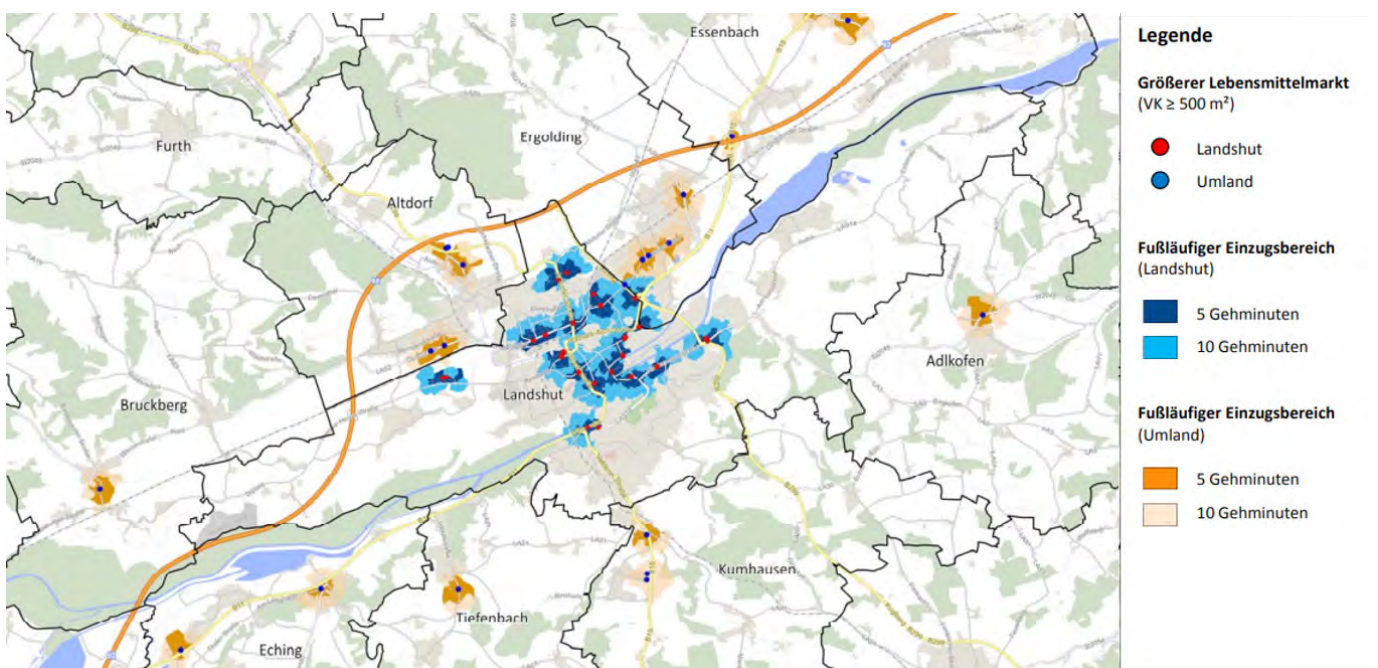 Essenbach
Ergolding
Furth
Altdorf
Adlkofen
Landshut
Bruckberg
Kumhausen
Tiefenbach
Eching
Legende
Größerer Lebensmittelmarkt
(VK ≥ 500 m²)
Landshut
Umland
Fußläufiger Einzugsbereich
(Landshut)
5 Gehminuten
10 Gehminuten
Fußläufiger Einzugsbereich
(Umland)
5 Gehminuten
10 Gehminuten